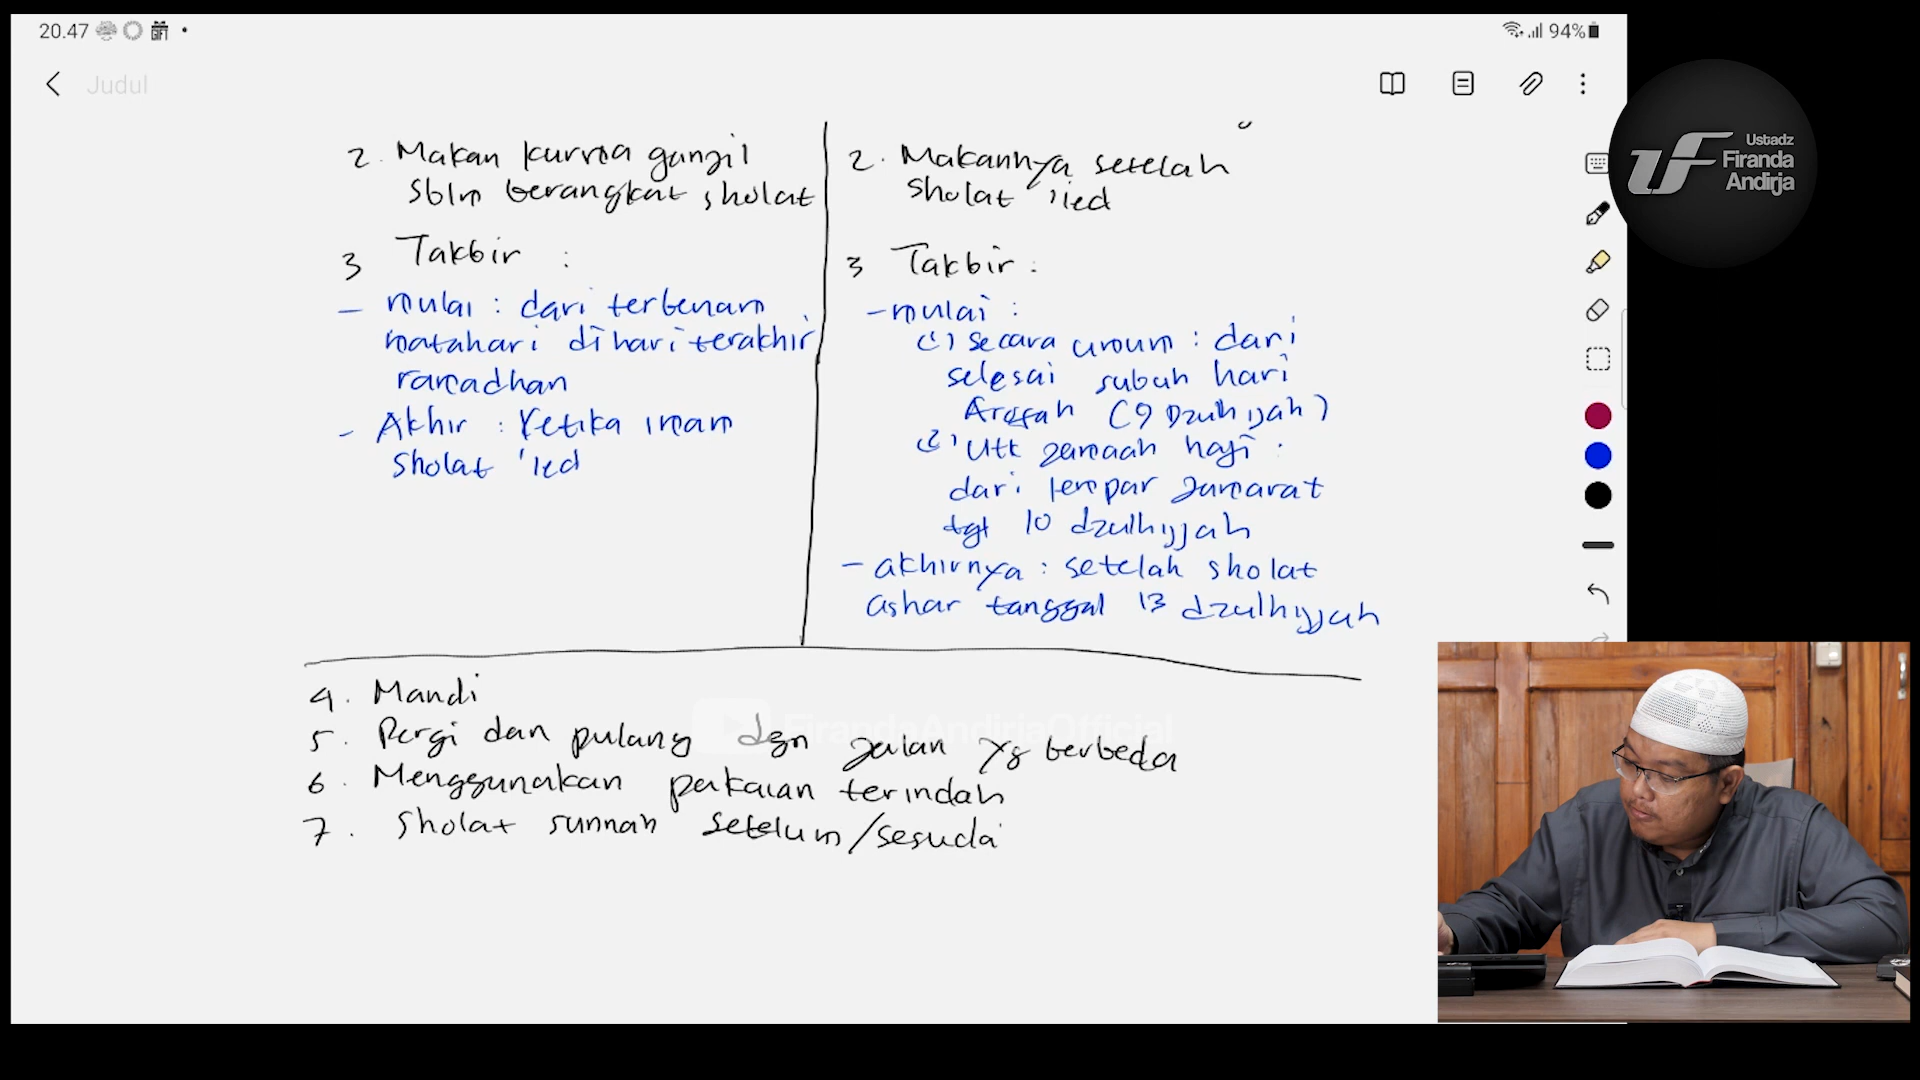 20.47
94%
Judul
Ustadz
Firanda
Andirja
2. Makan kurma ganjil
sblm berangkat sholat
3 Takbir :
- mulai : dari terbenam
matahari di hari terakhir
ramadhan
- Akhir : Ketika imam
sholat 'ied
2. Makannya setelah
sholat 'ied
3 Takbir :
- mulai :
(1) secara umum : dari
selesai subuh hari
Arafah (9 Dzulhijah)
(2) Utk jamaah haji :
dari lempar jamarat
tgl 10 dzulhijjah
- akhirnya : setelah sholat
ashar tanggal 13 dzulhijjah
4. Mandi
5. Pergi dan pulang dgn jalan yg berbeda
6. Menggunakan pakaian terindah
7. Sholat sunnah setelum/sesuda
FirandaAndirjaOfficial